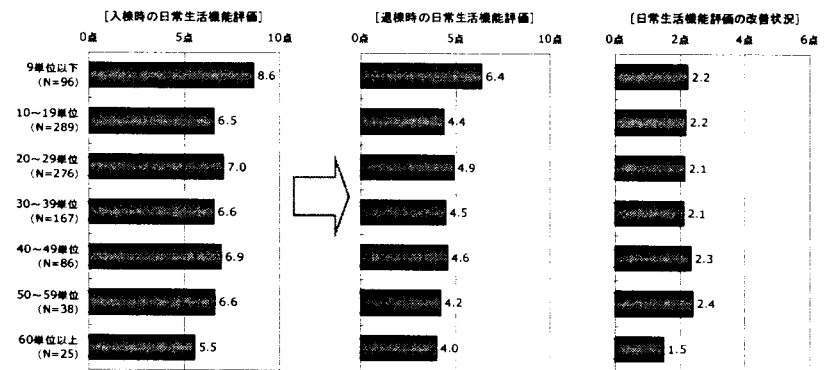 [入棟時の日常生活機能評価]
[退棟時の日常生活機能評価]
[日常生活機能評価の改善状況]
0点 5点 10点
0点 5点 10点
0点 2点 4点 6点
9単位以下
(N=96)
8.6
6.4
2.2
10~19単位
(N=289)
6.5
4.4
2.2
20~29単位
(N=276)
7.0
4.9
2.1
30~39単位
(N=167)
6.6
4.5
2.1
40~49単位
(N=86)
6.9
4.6
2.3
50~59単位
(N=38)
6.6
4.2
2.4
60単位以上
(N=25)
5.5
4.0
1.5